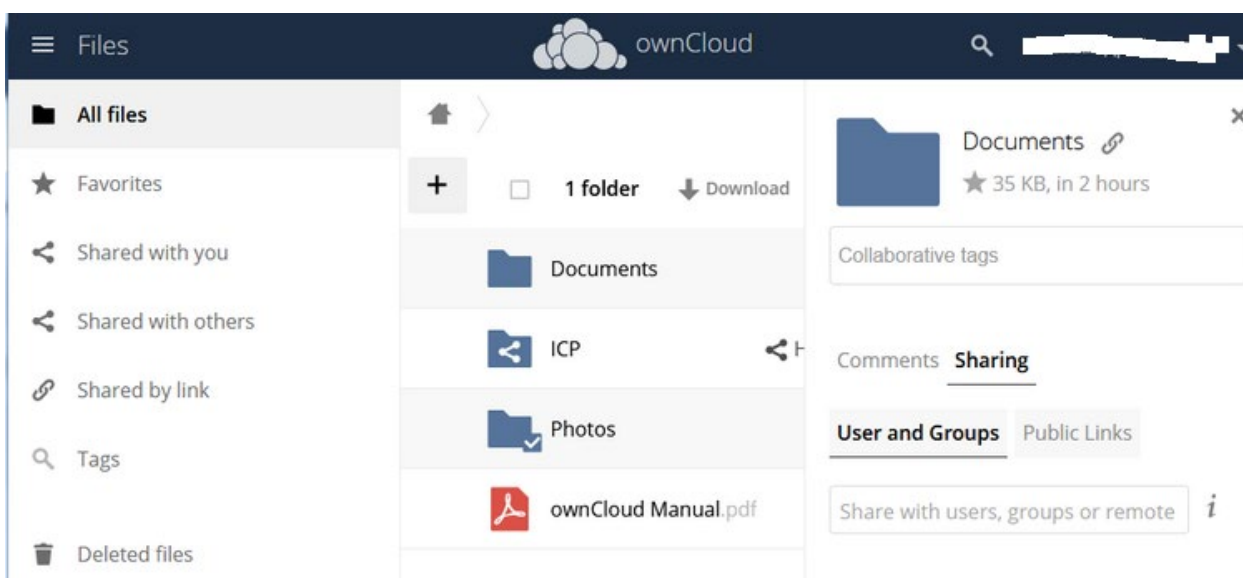 Files
ownCloud
All files
Favorites
Shared with you
Shared with others
Shared by link
Tags
Deleted files
1 folder Download
Documents
ICP
Photos
ownCloud Manual.pdf
Documents
35 KB, in 2 hours
Collaborative tags
Comments Sharing
User and Groups Public Links
Share with users, groups or remote